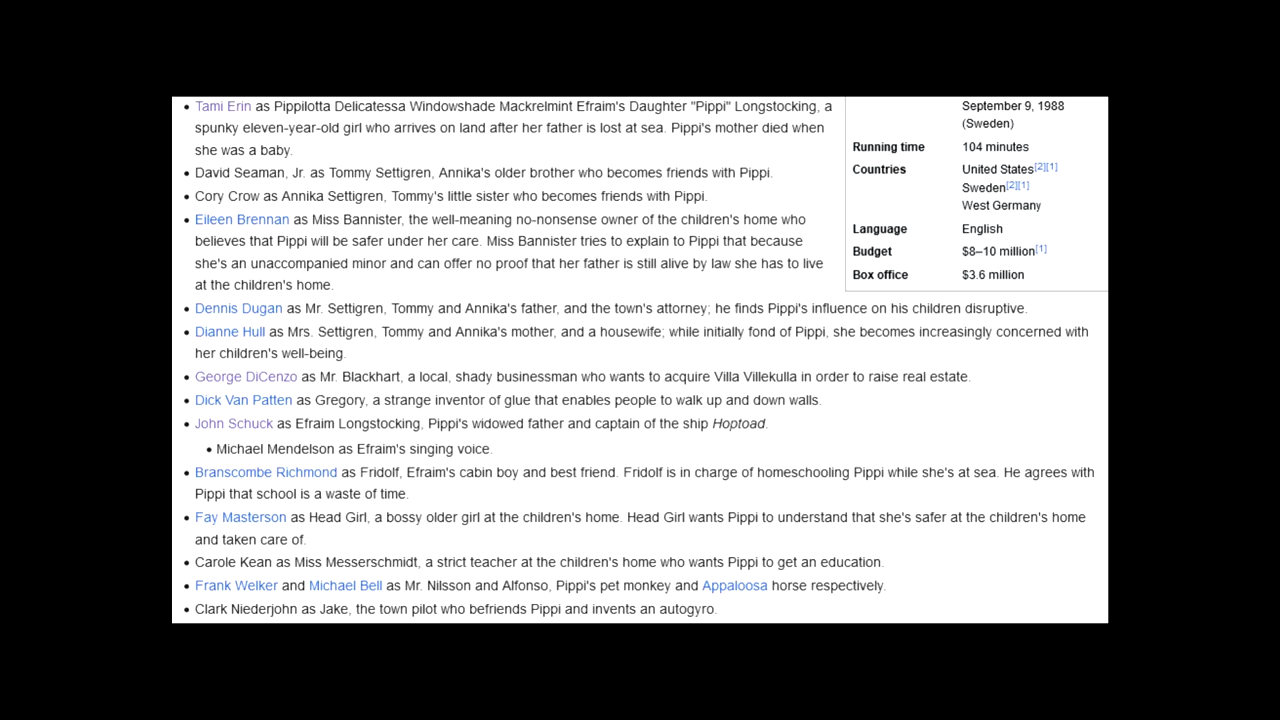 • Tami Erin as Pippilotta Delicatessa Windowshade Mackrelmint Efraim's Daughter "Pippi" Longstocking, a
spunky eleven-year-old girl who arrives on land after her father is lost at sea. Pippi's mother died when
she was a baby.
• David Seaman, Jr. as Tommy Settigren, Annika's older brother who becomes friends with Pippi.
• Cory Crow as Annika Settigren, Tommy's little sister who becomes friends with Pippi.
• Eileen Brennan as Miss Bannister, the well-meaning no-nonsense owner of the children's home who
believes that Pippi will be safer under her care. Miss Bannister tries to explain to Pippi that because
she's an unaccompanied minor and can offer no proof that her father is still alive by law she has to live
at the children's home.
September 9, 1988
(Sweden)
Running time 104 minutes
Countries United States[2][1]
Sweden[2][1]
West Germany
Language English
Budget $8–10 million[1]
Box office $3.6 million
• Dennis Dugan as Mr. Settigren, Tommy and Annika's father, and the town's attorney; he finds Pippi's influence on his children disruptive.
• Dianne Hull as Mrs. Settigren, Tommy and Annika's mother, and a housewife; while initially fond of Pippi, she becomes increasingly concerned with
her children's well-being.
• George DiCenzo as Mr. Blackhart, a local, shady businessman who wants to acquire Villa Villekulla in order to raise real estate.
• Dick Van Patten as Gregory, a strange inventor of glue that enables people to walk up and down walls.
• John Schuck as Efraim Longstocking, Pippi's widowed father and captain of the ship Hoptoad.
• Michael Mendelson as Efraim's singing voice.
• Branscombe Richmond as Fridolf, Efraim's cabin boy and best friend. Fridolf is in charge of homeschooling Pippi while she's at sea. He agrees with
Pippi that school is a waste of time.
• Fay Masterson as Head Girl, a bossy older girl at the children's home. Head Girl wants Pippi to understand that she's safer at the children's home
and taken care of.
• Carole Kean as Miss Messerschmidt, a strict teacher at the children's home who wants Pippi to get an education.
• Frank Welker and Michael Bell as Mr. Nilsson and Alfonso, Pippi's pet monkey and Appaloosa horse respectively.
• Clark Niederjohn as Jake, the town pilot who befriends Pippi and invents an autogyro.